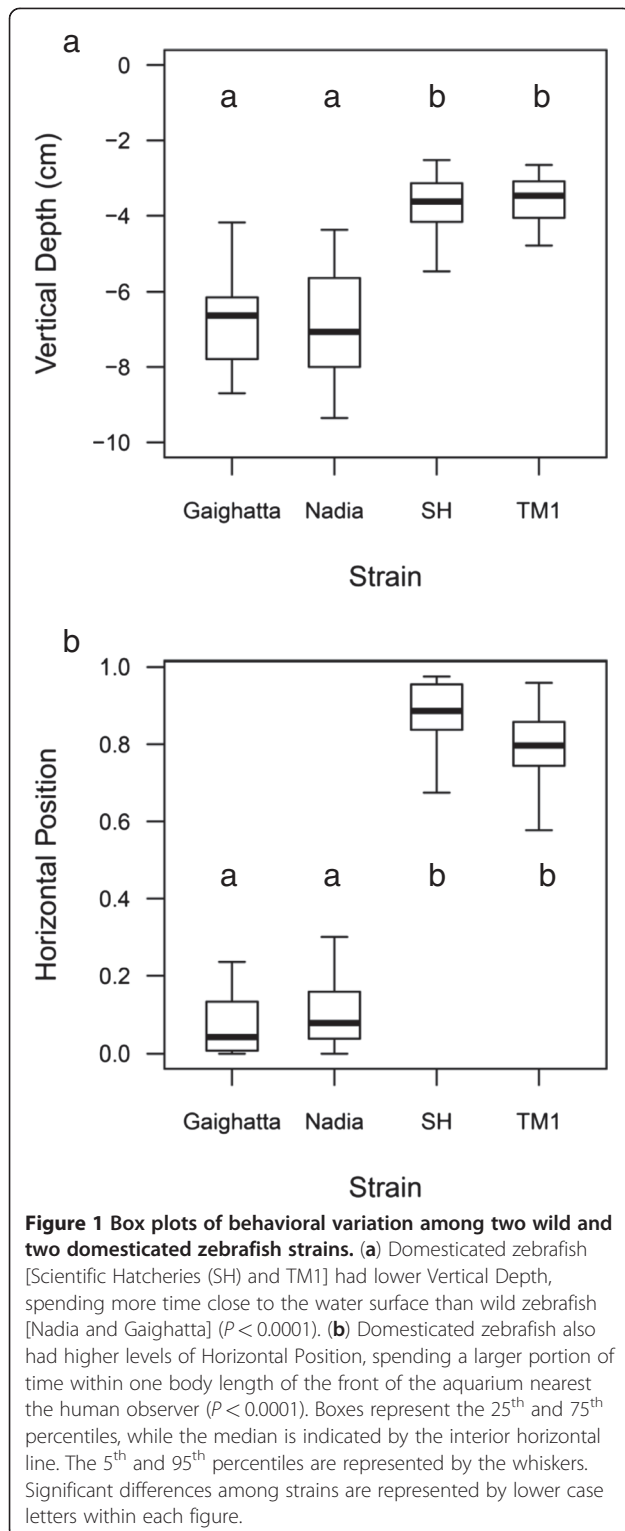 a
0
−2
−4
−6
−8
−10
Vertical Depth (cm)
a a b b
Gaighatta Nadia SH TM1
Strain
b
1.0
0.8
0.6
0.4
0.2
0.0
Horizontal Position
a a b b
Gaighatta Nadia SH TM1
Strain
Figure 1 Box plots of behavioral variation among two wild and
two domesticated zebrafish strains. (a) Domesticated zebrafish
[Scientific Hatcheries (SH) and TM1] had lower Vertical Depth,
spending more time close to the water surface than wild zebrafish
[Nadia and Gaighatta] (P < 0.0001). (b) Domesticated zebrafish also
had higher levels of Horizontal Position, spending a larger portion of
time within one body length of the front of the aquarium nearest
the human observer (P < 0.0001). Boxes represent the 25th and 75th
percentiles, while the median is indicated by the interior horizontal
line. The 5th and 95th percentiles are represented by the whiskers.
Significant differences among strains are represented by lower case
letters within each figure.